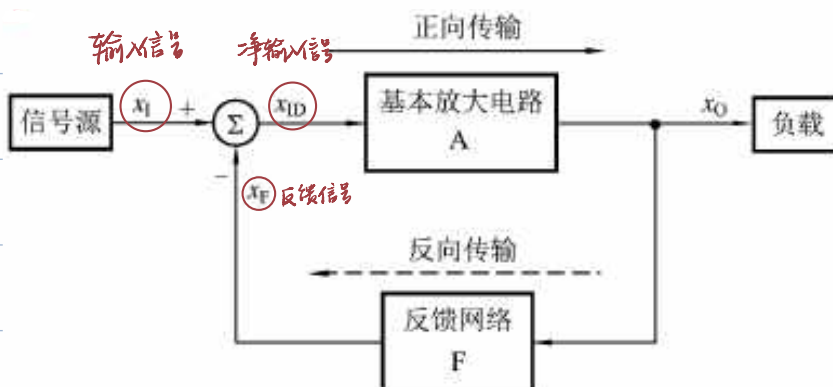 正向传输
输入信号 净输入信号
信号源 x_I + Σ x_ID 基本放大电路 x_O 负载
A
−
x_F 反馈信号
反向传输
反馈网络
F